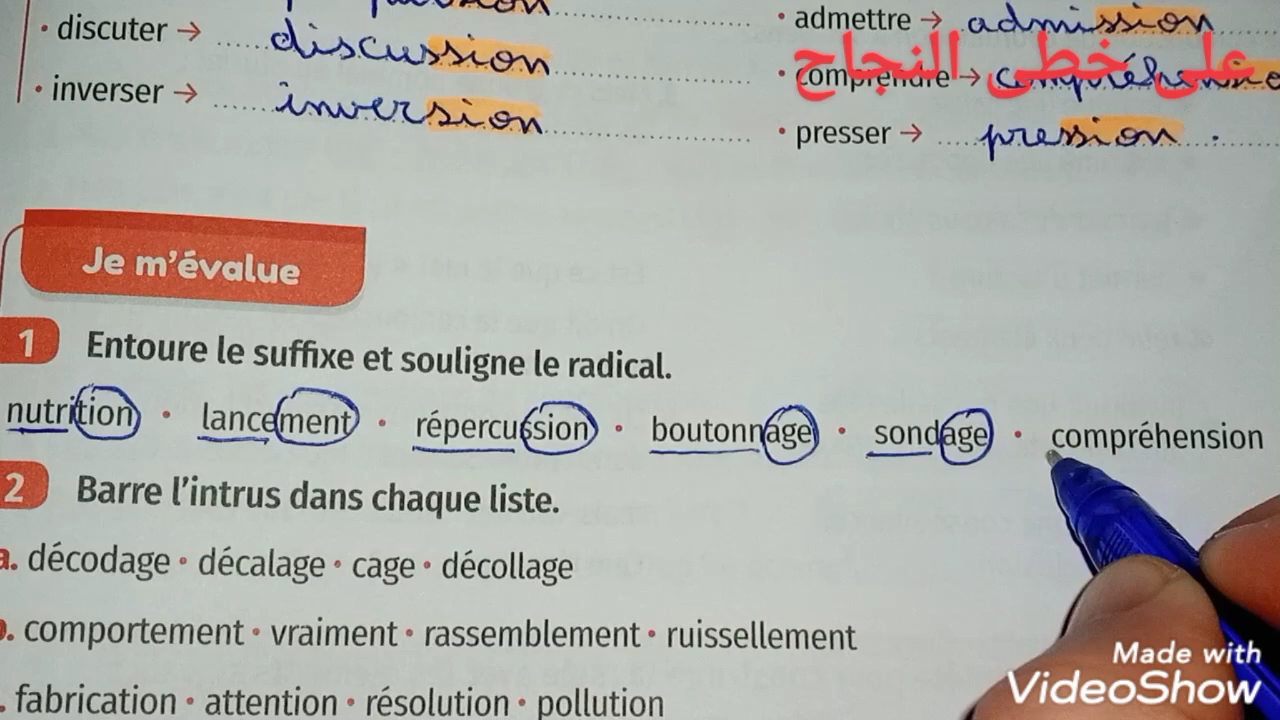 discuter → discussion
inverser → inversion
• admettre → admission
• comprendre → compréhensio
• presser → pression .
على خطى النجاح
Je m'évalue
1 Entoure le suffixe et souligne le radical.
nutrition • lancement • répercussion • boutonnage • sondage • compréhension
2 Barre l'intrus dans chaque liste.
a. décodage • décalage • cage • décollage
. comportement • vraiment • rassemblement • ruissellement
. fabrication • attention • résolution • pollution
Made with
VideoShow